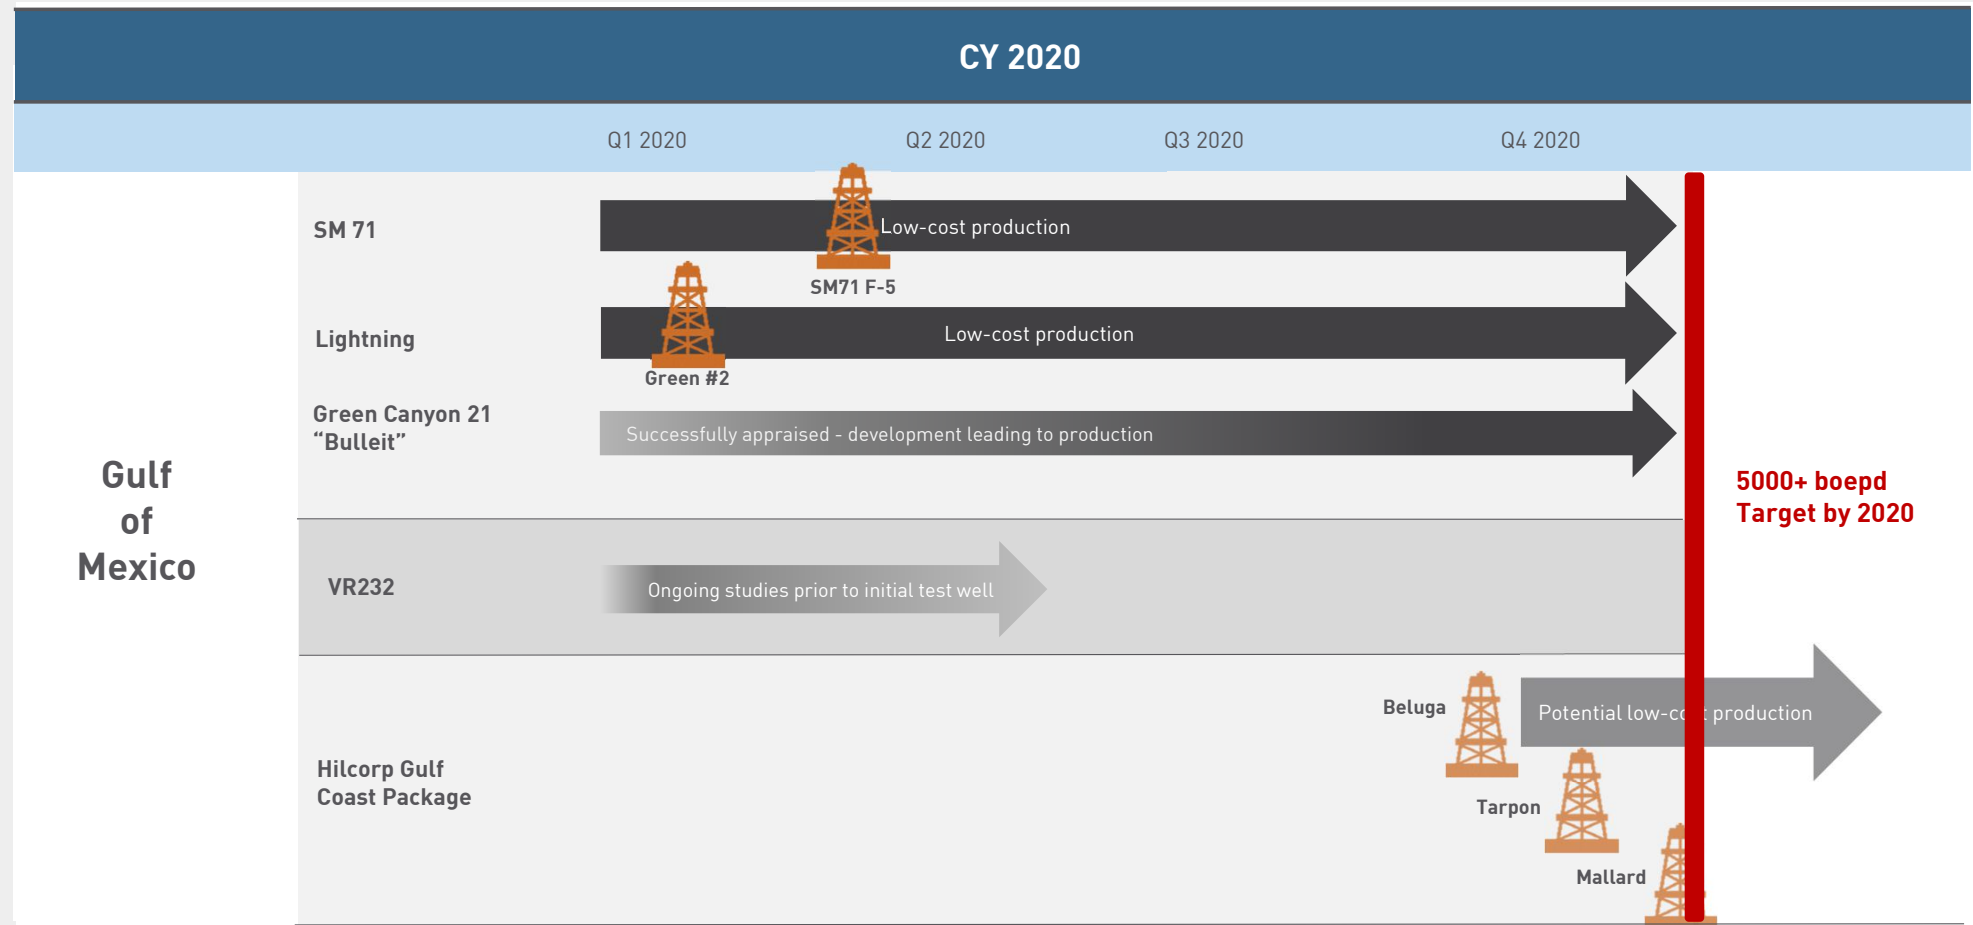 CY 2020
Q1 2020
Q2 2020
Q3 2020
Q4 2020
Gulf
of
Mexico
SM 71
Low-cost production
SM71 F-5
Lightning
Low-cost production
Green #2
Green Canyon 21
“Bulleit”
Successfully appraised - development leading to production
5000+ boepd
Target by 2020
VR232
Ongoing studies prior to initial test well
Hilcorp Gulf
Coast Package
Beluga
Potential low-cost production
Tarpon
Mallard